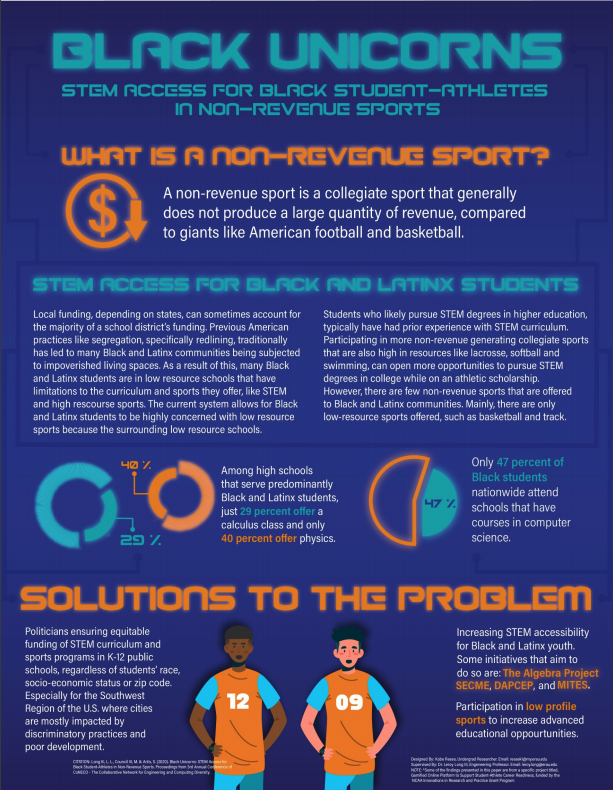 BLACK UNICORNS
STEM ACCESS FOR BLACK STUDENT-ATHLETES
IN NON-REVENUE SPORTS
WHAT IS A NON-REVENUE SPORT?
$
A non-revenue sport is a collegiate sport that generally
does not produce a large quantity of revenue, compared
to giants like American football and basketball.
STEM ACCESS FOR BLACK AND LATINX STUDENTS
Local funding, depending on states, can sometimes account for
the majority of a school district's funding. Previous American
practices like segregation, specifically redlining, traditionally
has led to many Black and Latinx communities being subjected
to impoverished living spaces. As a result of this, many Black
and Latinx students are in low resource schools that have
limitations to the curriculum and sports they offer, like STEM
and high rescourse sports. The current system allows for Black
and Latinx students to be highly concerned with low resource
sports because the surrounding low resource schools.
Students who likely pursue STEM degrees in higher education,
typically have had prior experience with STEM curriculum.
Participating in more non-revenue generating collegiate sports
that are also high in resources like lacrosse, softball and
swimming, can open more opportunities to pursue STEM
degrees in college while on an athletic scholarship.
However, there are few non-revenue sports that are offered
to Black and Latinx communities. Mainly, there are only
low-resource sports offered, such as basketball and track.
40 %
29 %
Among high schools
that serve predominantly
Black and Latinx students,
just 29 percent offer a
calculus class and only
40 percent offer physics.
47 %
Only 47 percent of
Black students
nationwide attend
schools that have
courses in computer
science.
SOLUTIONS TO THE PROBLEM
Politicians ensuring equitable
funding of STEM curriculum and
sports programs in K-12 public
schools, regardless of students' race,
socio-economic status or zip code.
Especially for the Southwest
Region of the U.S. where cities
are mostly impacted by
discriminatory practices and
poor development.
12
09
Increasing STEM accessibility
for Black and Latinx youth.
Some initiatives that aim to
do so are: The Algebra Project
SECME, DAPCEP, and MITES.
Participation in low profile
sports to increase advanced
educational oppourtunities.
CITATION: Long III, L. L., Council III, M. & Artis, S. (2020). Black Unicorns: STEM Access for
Black Student-Athletes in Non-Revenue Sports. Proceedings from 3rd Annual Conference of
CoNECD - The Collaborative Network for Engineering and Computing Diversity.
Designed By: Kobe Reese, Undergrad Researcher. Email:
Supervised By: Dr. Leroy Long III, Engineering Professor. Email:
NOTE: *Some of the findings presented in this paper are from a specific project titled,
Gamified Online Platform to Support Student-Athlete Career Readiness, funded by the
NCAA Innovations in Research and Practice Grant Program